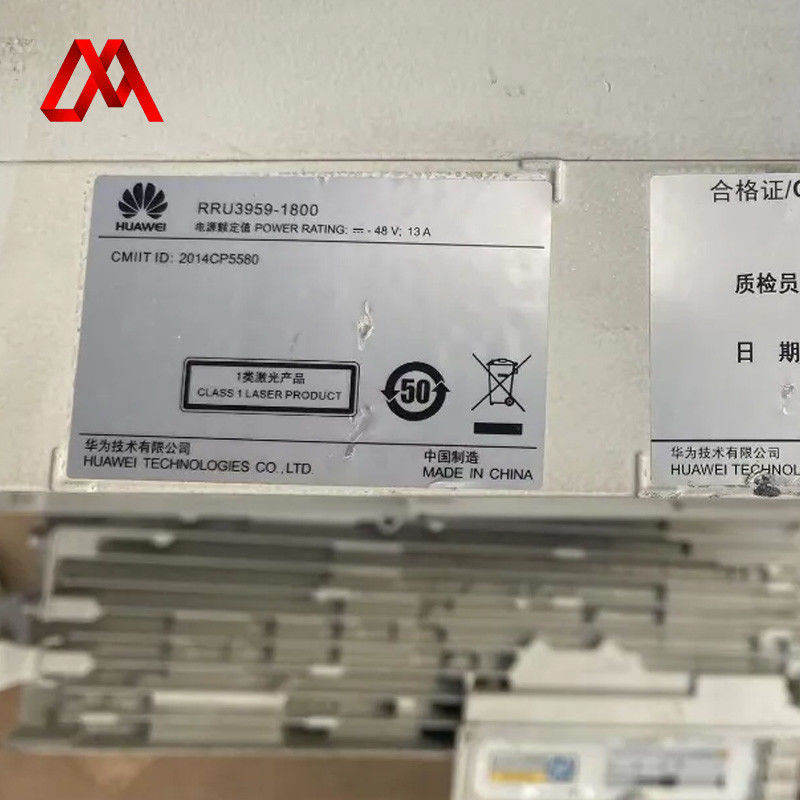 HUAWEI
RRU3959-1800
电源额定值 POWER RATING: ⎓ - 48 V; 13 A
CMIIT ID: 2014CP5580
1类激光产品
CLASS 1 LASER PRODUCT
50
华为技术有限公司
HUAWEI TECHNOLOGIES CO.,LTD.
中国制造
MADE IN CHINA
合格证/
质检员
日 期
华为技术有限公司
HUAWEI